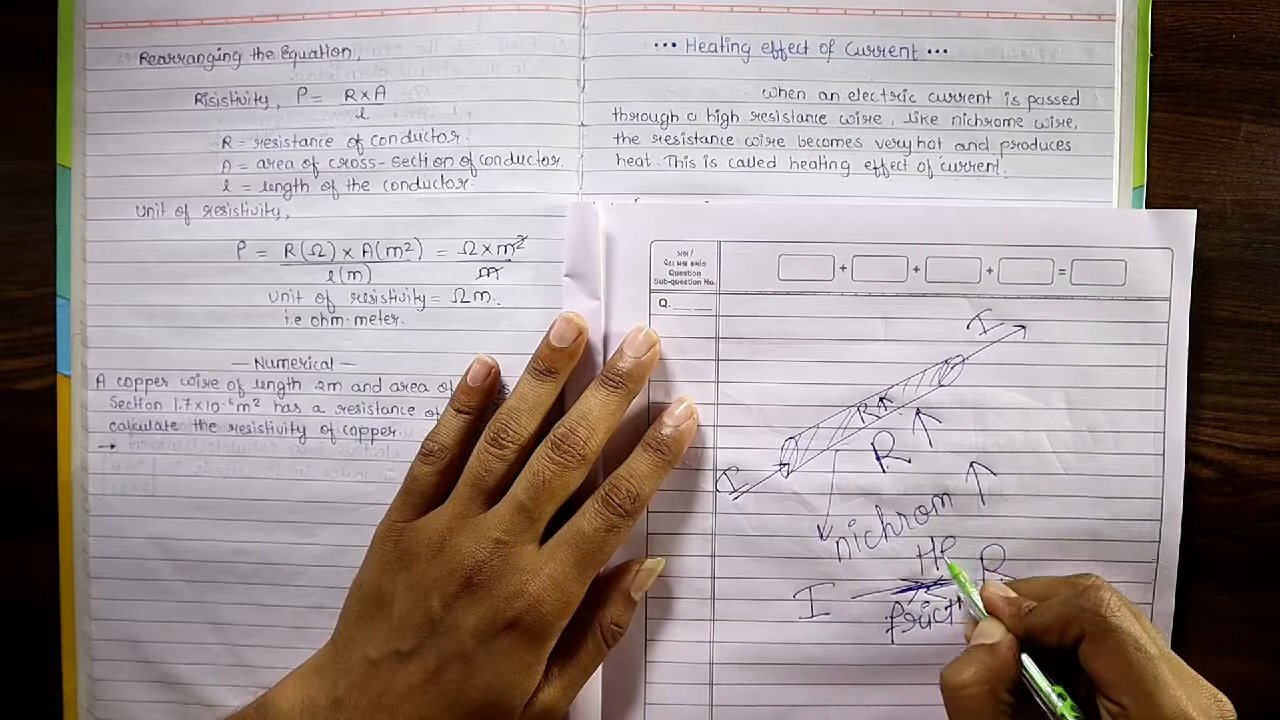 Rearranging the Equation,
Risistivity, ρ = R×A
l
R = resistance of conductor.
A = area of cross-section of conductor.
l = length of the conductor.
Unit of resistivity,
ρ = R(Ω) × A(m²) = Ω×m²
l(m) m
unit of resistivity = Ωm.
i.e ohm-meter.
— Numerical —
A copper wire of length 2m and area of
section 1.7×10⁻⁶m² has a resistance of
calculate the resistivity of copper.
→
••• Heating effect of Current •••
When an electric current is passed
through a high resistance wire, like nichrome wire,
the resistance wire becomes very hot and produces
heat. This is called heating effect of current.
Question
Sub-question No.
+ + + =
Q.
I
R↑
R ↑
I
nichrom ↑
He
I R
fricti